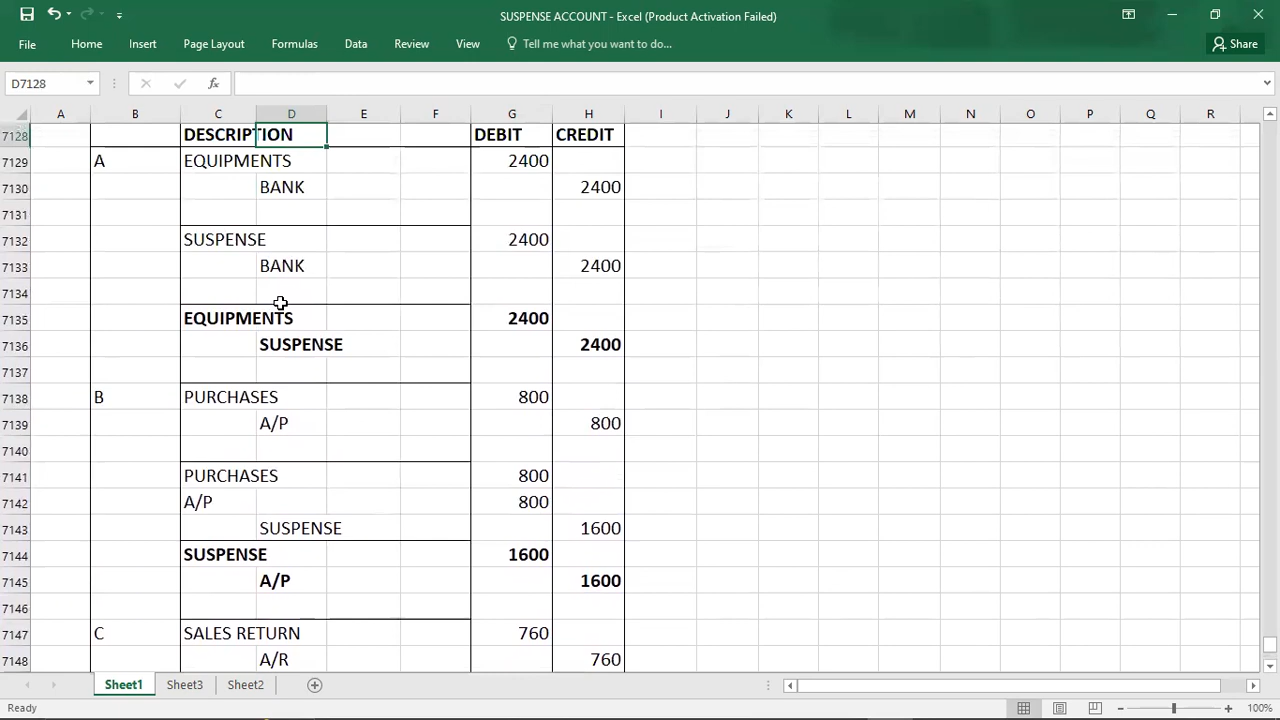 SUSPENSE ACCOUNT - Excel (Product Activation Failed)
File Home Insert Page Layout Formulas Data Review View Tell me what you want to do... Share
D7128 fx
A B C D E F G H I J K L M N O P Q R
7128 DESCRIPTION DEBIT CREDIT
7129 A EQUIPMENTS 2400
7130 BANK 2400
7131
7132 SUSPENSE 2400
7133 BANK 2400
7134
7135 EQUIPMENTS 2400
7136 SUSPENSE 2400
7137
7138 B PURCHASES 800
7139 A/P 800
7140
7141 PURCHASES 800
7142 A/P 800
7143 SUSPENSE 1600
7144 SUSPENSE 1600
7145 A/P 1600
7146
7147 C SALES RETURN 760
7148 A/R 760
Sheet1 Sheet3 Sheet2
Ready 100%